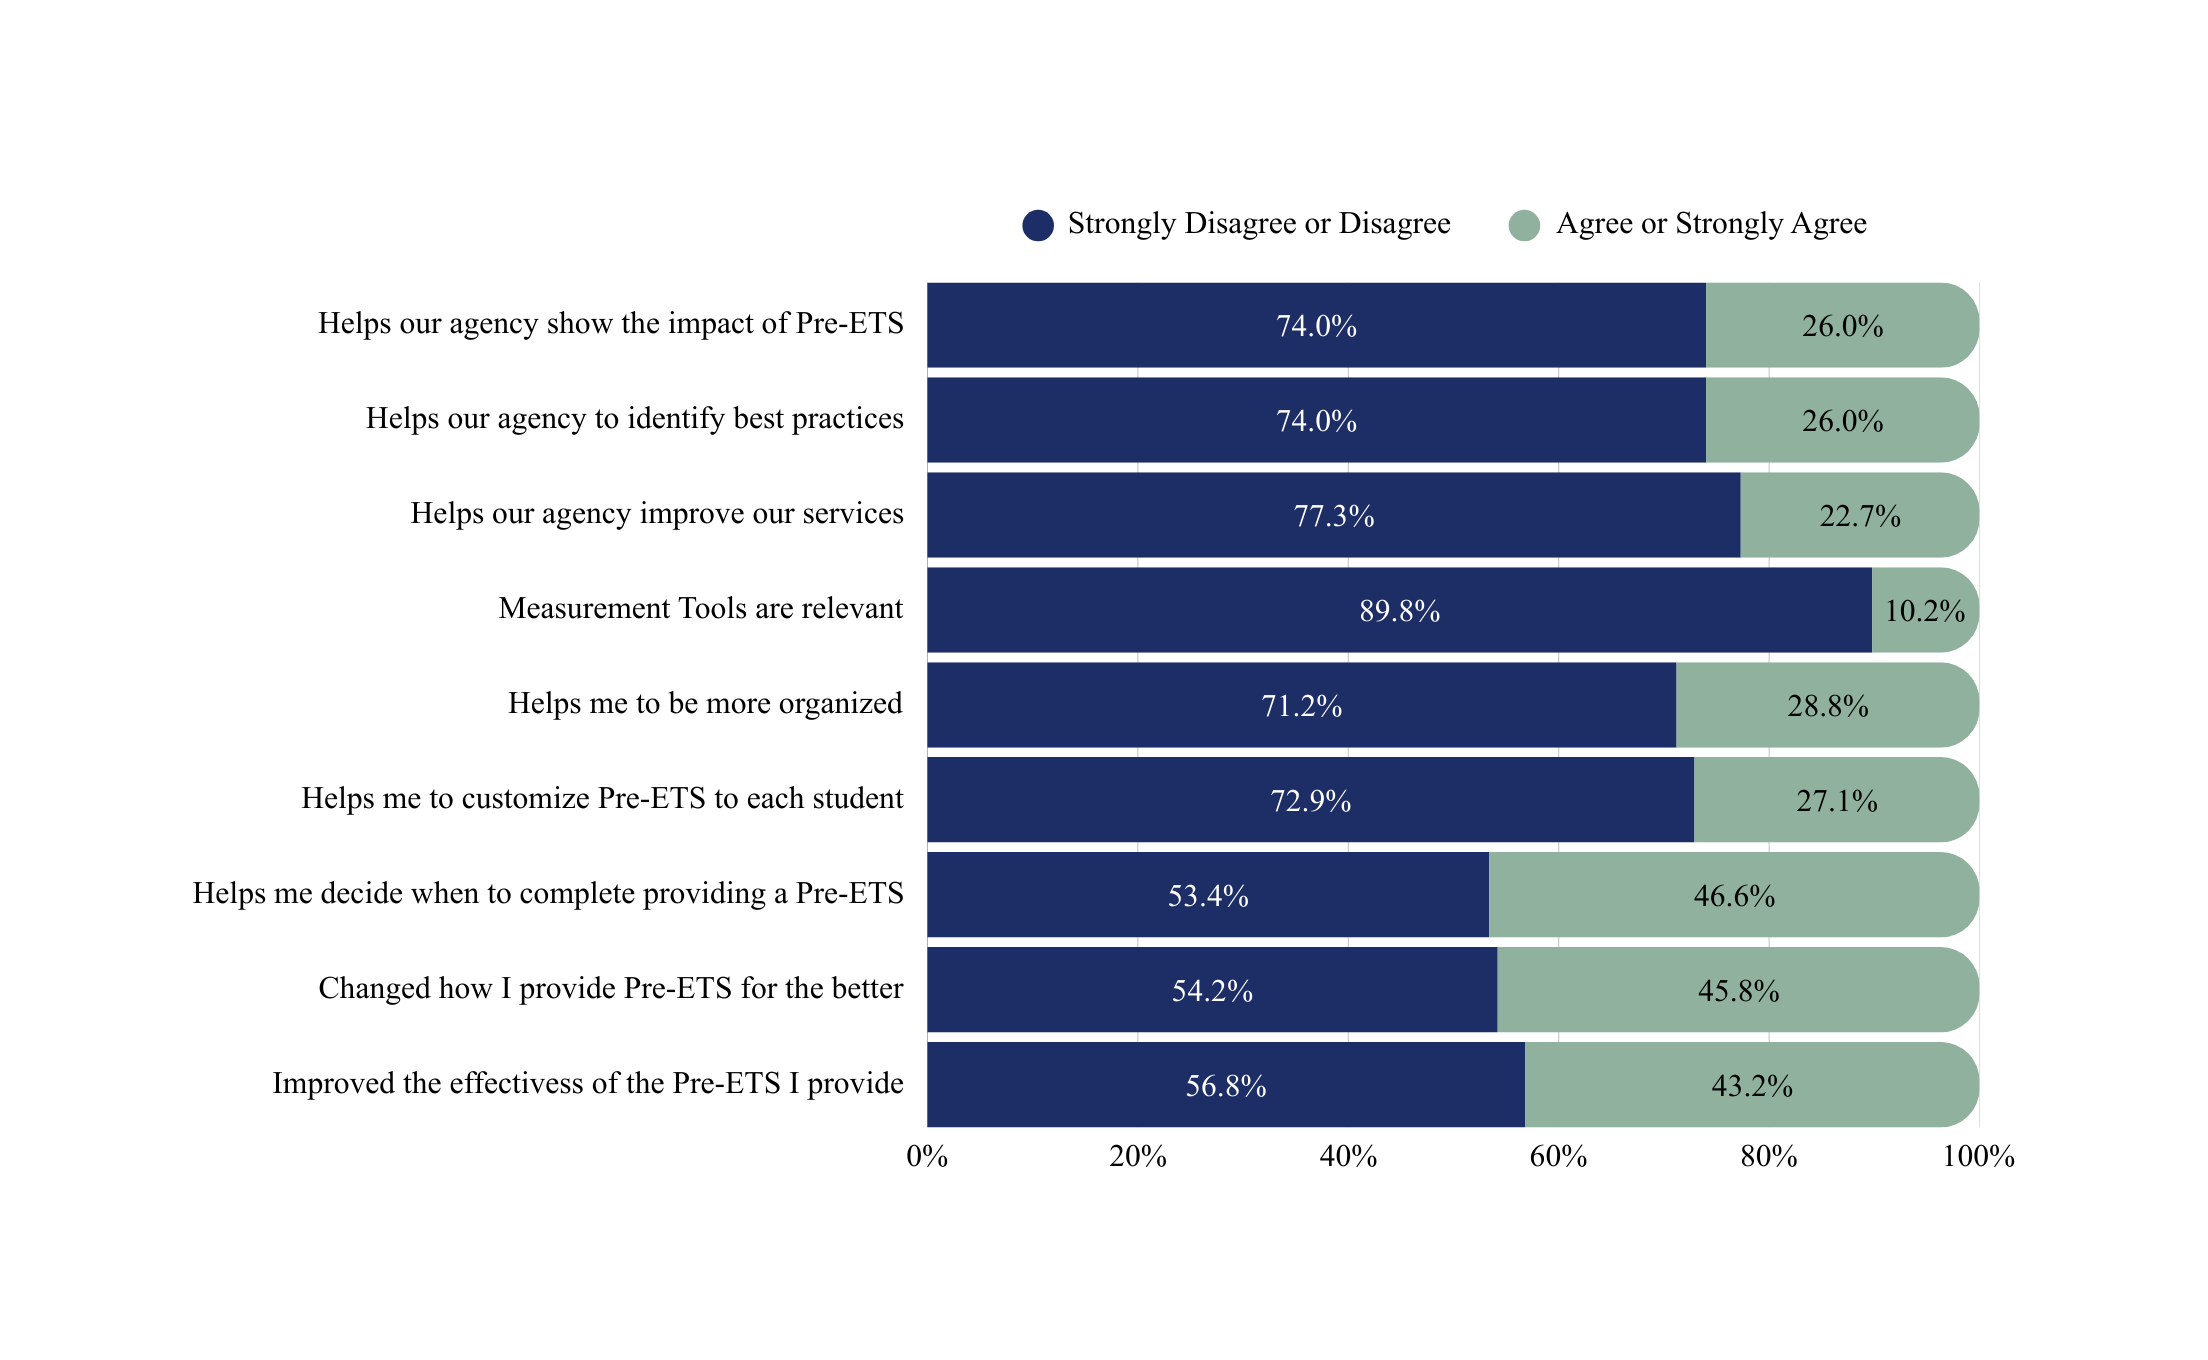 Strongly Disagree or Disagree Agree or Strongly Agree
Helps our agency show the impact of Pre-ETS 74.0% 26.0%
Helps our agency to identify best practices 74.0% 26.0%
Helps our agency improve our services 77.3% 22.7%
Measurement Tools are relevant 89.8% 10.2%
Helps me to be more organized 71.2% 28.8%
Helps me to customize Pre-ETS to each student 72.9% 27.1%
Helps me decide when to complete providing a Pre-ETS 53.4% 46.6%
Changed how I provide Pre-ETS for the better 54.2% 45.8%
Improved the effectivess of the Pre-ETS I provide 56.8% 43.2%
0% 20% 40% 60% 80% 100%